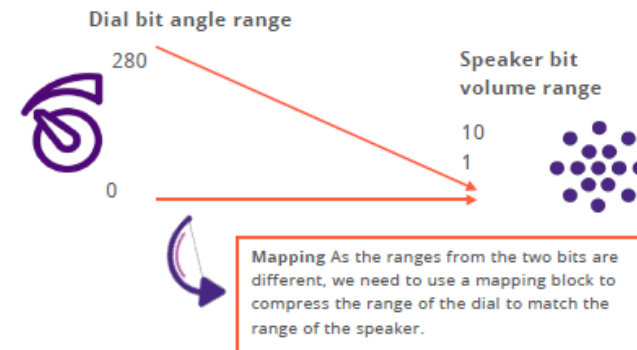 Dial bit angle range
280
0
Speaker bit
volume range
10
1
Mapping As the ranges from the two bits are
different, we need to use a mapping block to
compress the range of the dial to match the
range of the speaker.